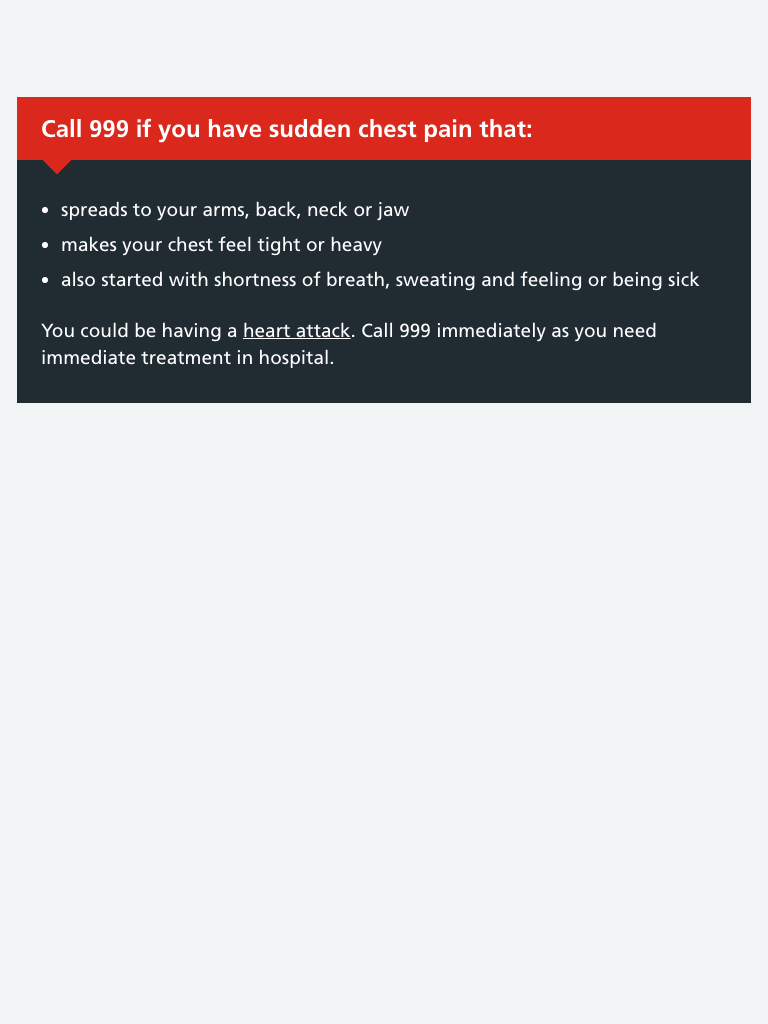 Call 999 if you have sudden chest pain that:
spreads to your arms, back, neck or jaw
makes your chest feel tight or heavy
also started with shortness of breath, sweating and feeling or being sick
You could be having a heart attack. Call 999 immediately as you need
immediate treatment in hospital.